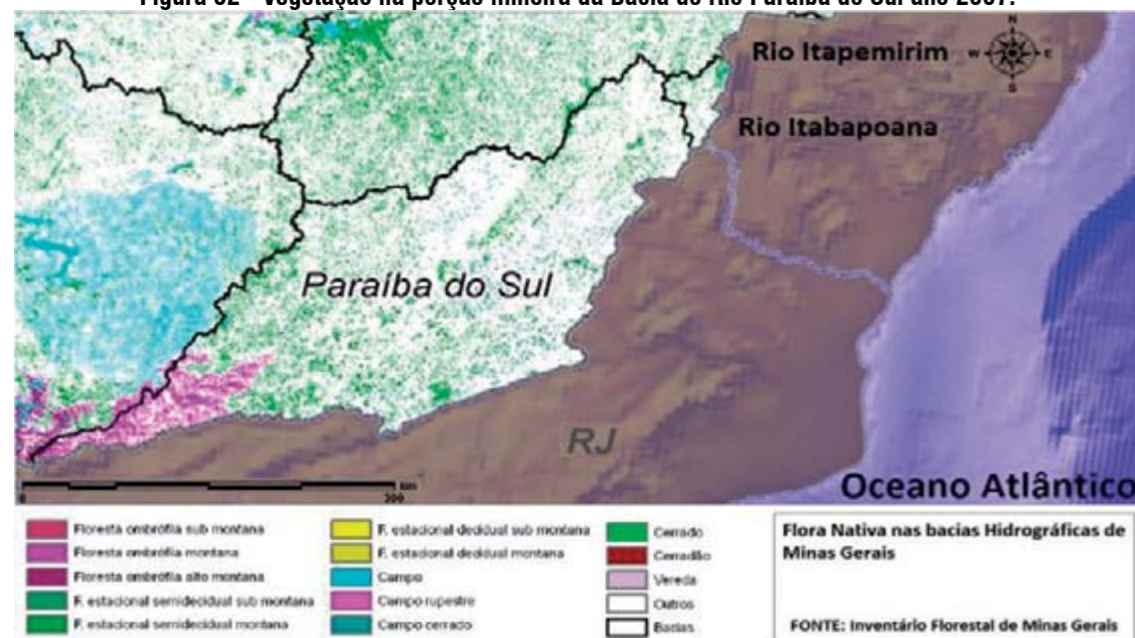 Figura 32 - Vegetação na porção mineira da Bacia do Rio Paraíba do Sul ano 2007.
Rio Itapemirim
N
W
E
S
Rio Itabapoana
Paraíba do Sul
RJ
Oceano Atlântico
0
200
km
Floresta ombrófila sub montana
Floresta ombrófila montana
Floresta ombrófila alto montana
F. estacional semidecidual sub montana
F. estacional semidecidual montana
F. estacional decidual sub montana
F. estacional decidual montana
Campo
Campo rupestre
Campo cerrado
Cerrado
Cerradão
Vereda
Outros
Bacias
Flora Nativa nas bacias Hidrográficas de
Minas Gerais
FONTE: Inventário Florestal de Minas Gerais